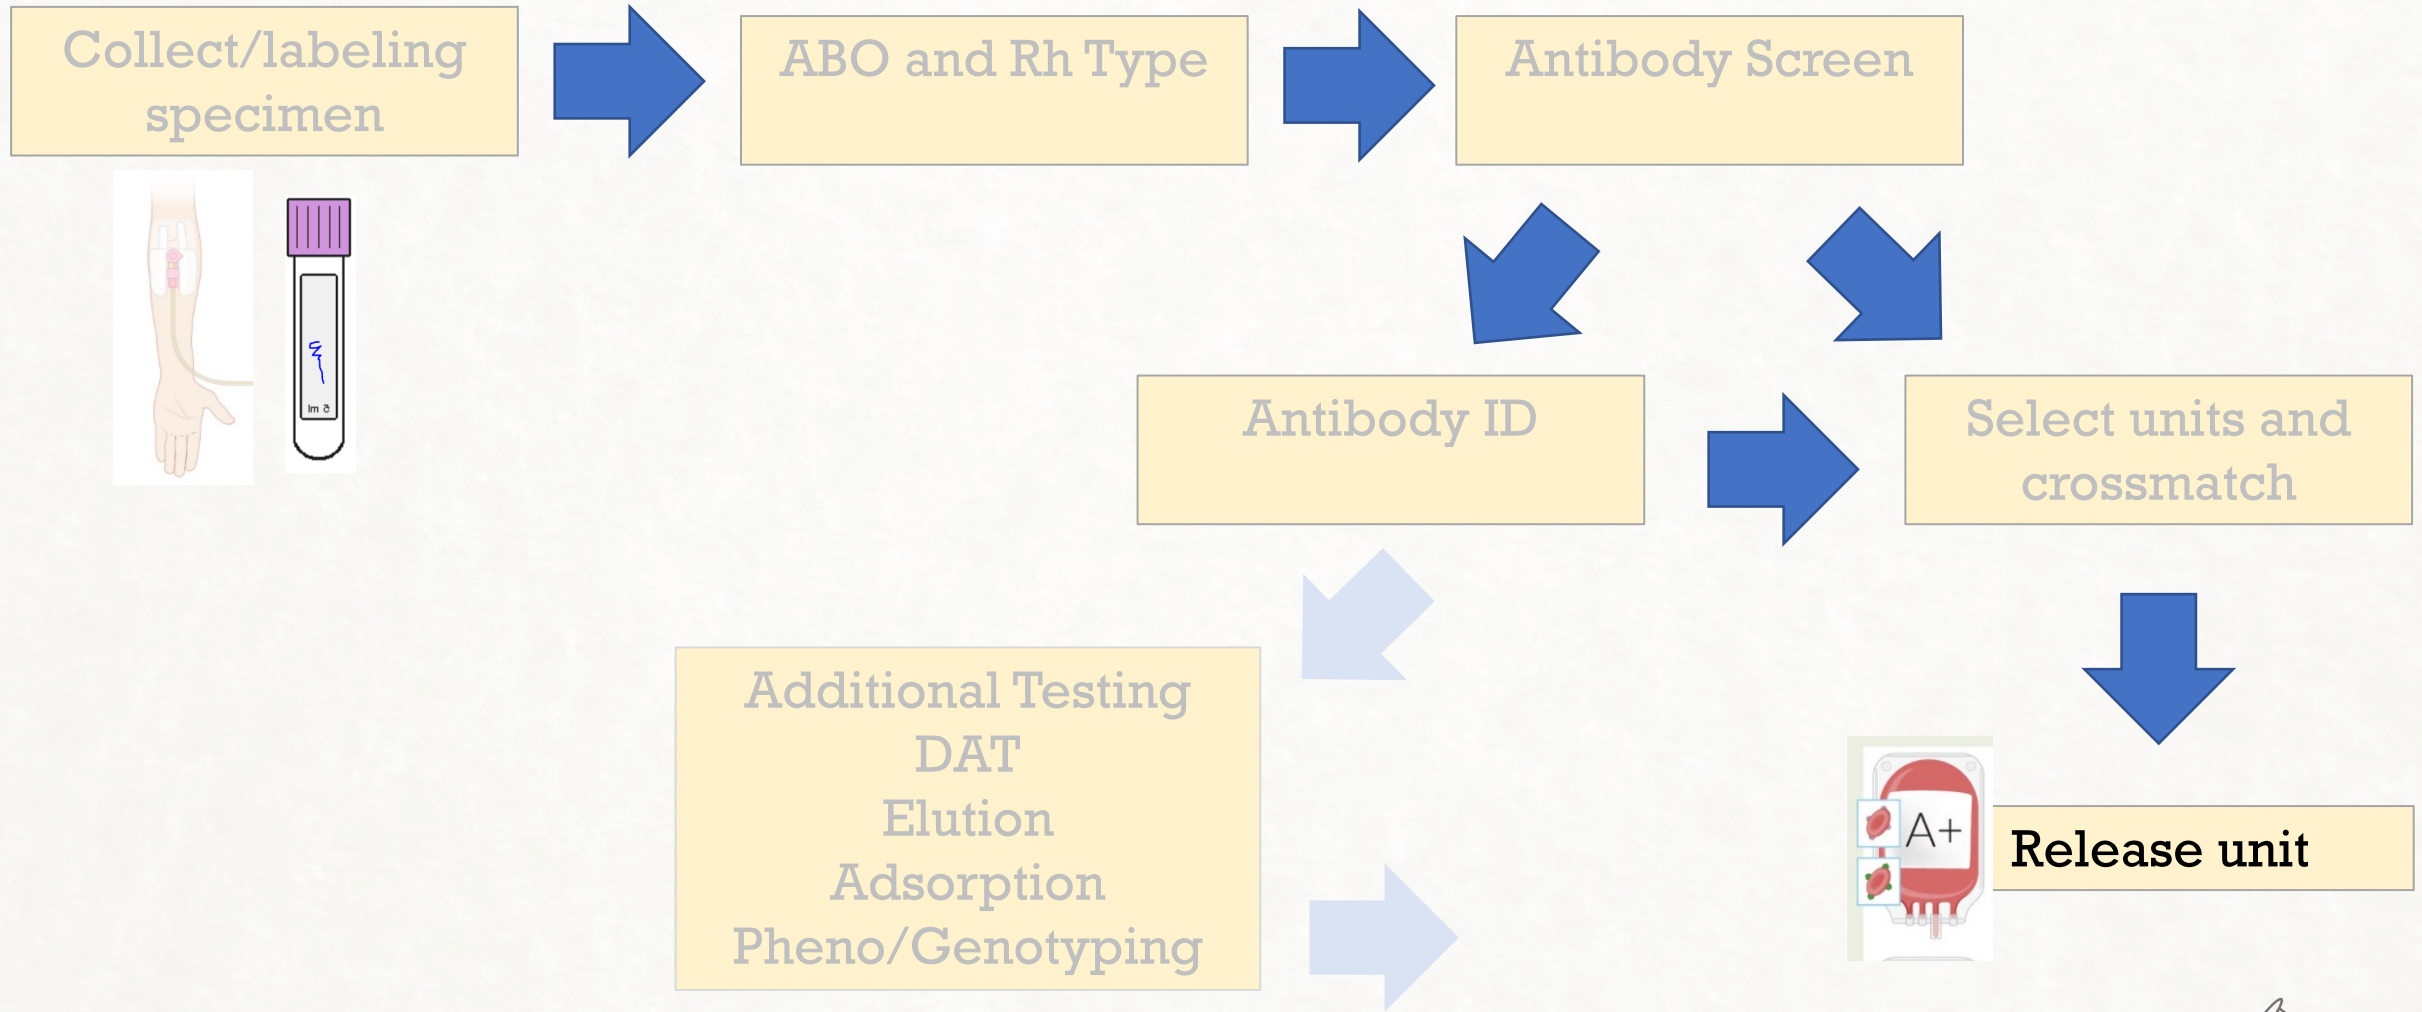 Collect/labeling
specimen
ABO and Rh Type
Antibody Screen
Antibody ID
Select units and
crossmatch
Additional Testing
DAT
Elution
Adsorption
Pheno/Genotyping
A+
Release unit